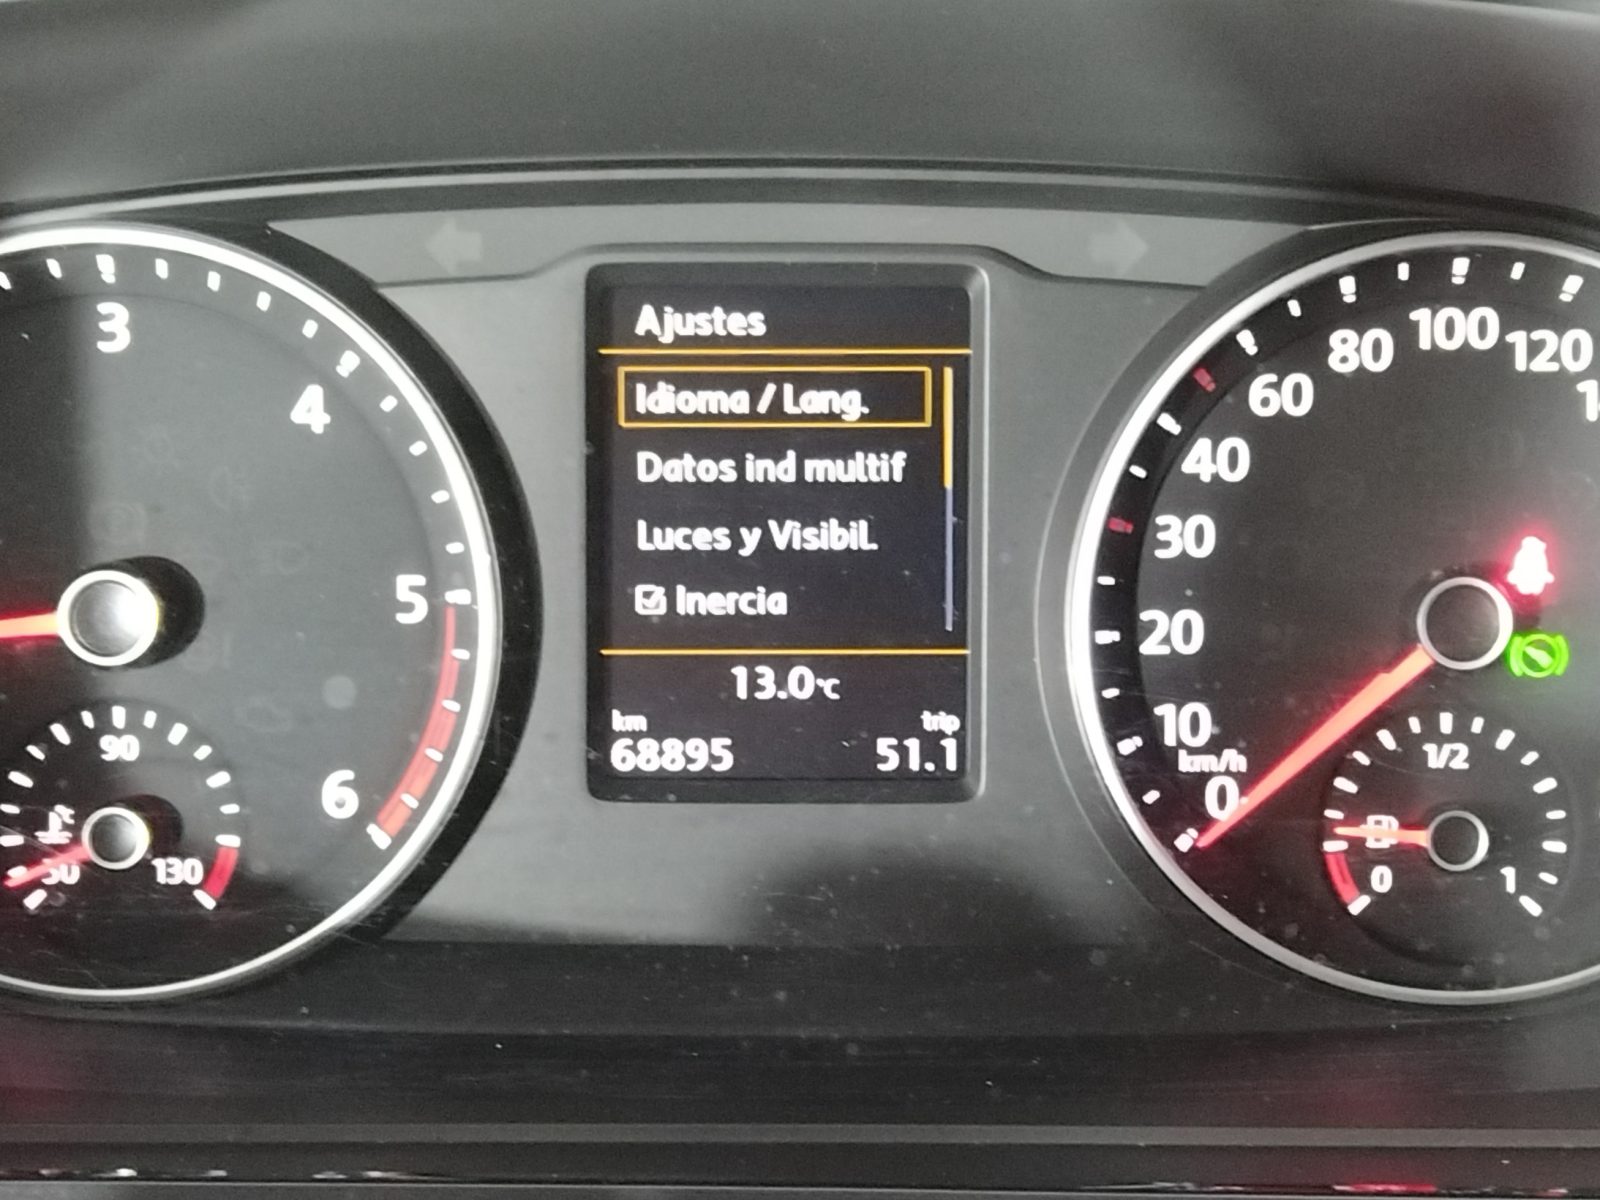 3
4
5
6
90
°C
50
130
Ajustes
Idioma / Lang.
Datos ind multif
Luces y Visibil.
Inercia
13.0°C
km
trip
68895
51.1
120
100
80
60
40
30
20
10
km/h
0
1/2
0
1